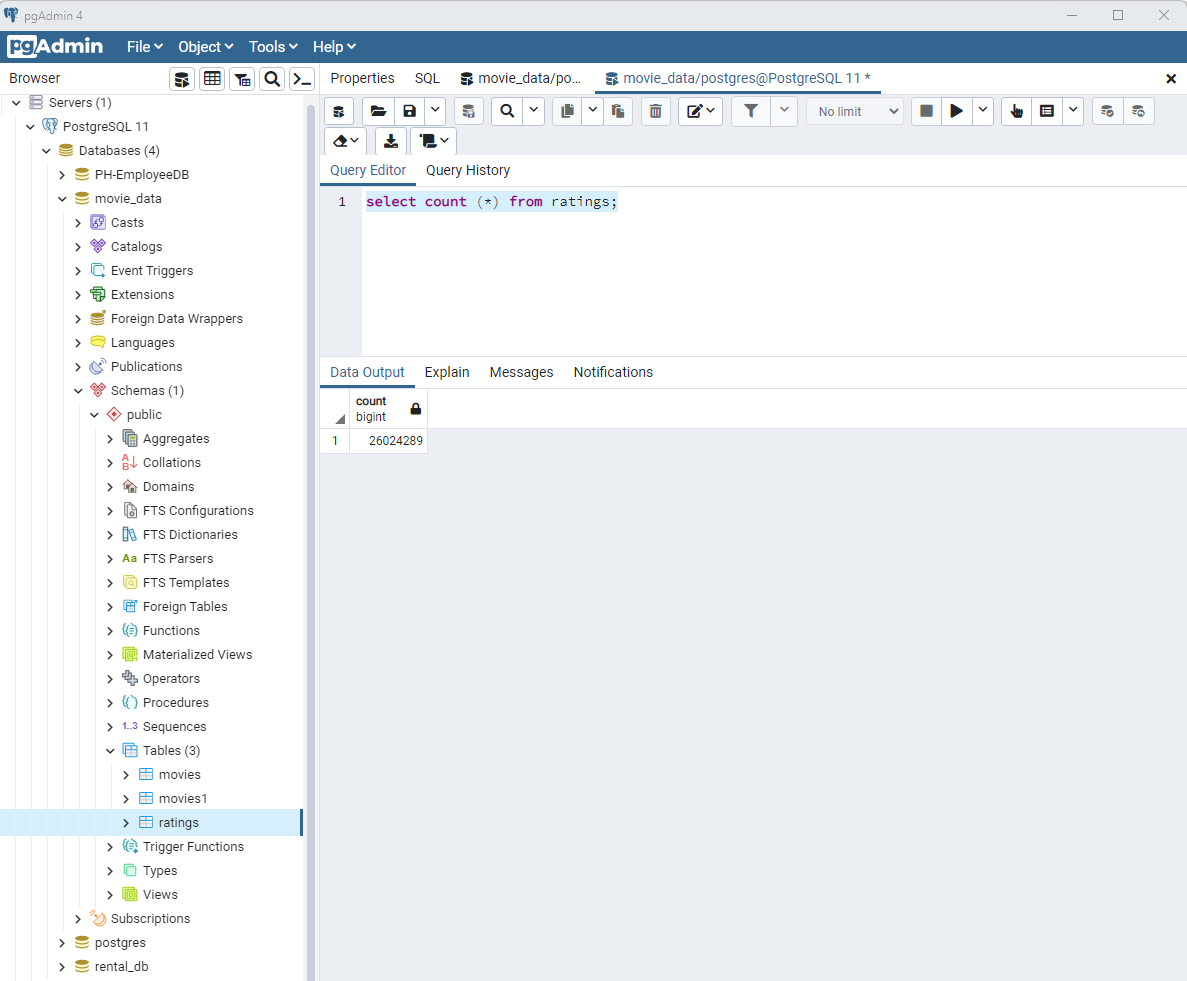 pgAdmin 4
pgAdmin File Object Tools Help
Browser
Properties SQL movie_data/po... movie_data/postgres@PostgreSQL 11 *
No limit
Servers (1)
PostgreSQL 11
Databases (4)
PH-EmployeeDB
movie_data
Casts
Catalogs
Event Triggers
Extensions
Foreign Data Wrappers
Languages
Publications
Schemas (1)
public
Aggregates
Collations
Domains
FTS Configurations
FTS Dictionaries
Aa FTS Parsers
FTS Templates
Foreign Tables
Functions
Materialized Views
Operators
Procedures
1..3 Sequences
Tables (3)
movies
movies1
ratings
Trigger Functions
Types
Views
Subscriptions
postgres
rental_db
Query Editor Query History
1 select count (*) from ratings;
Data Output Explain Messages Notifications
count
bigint
1 26024289